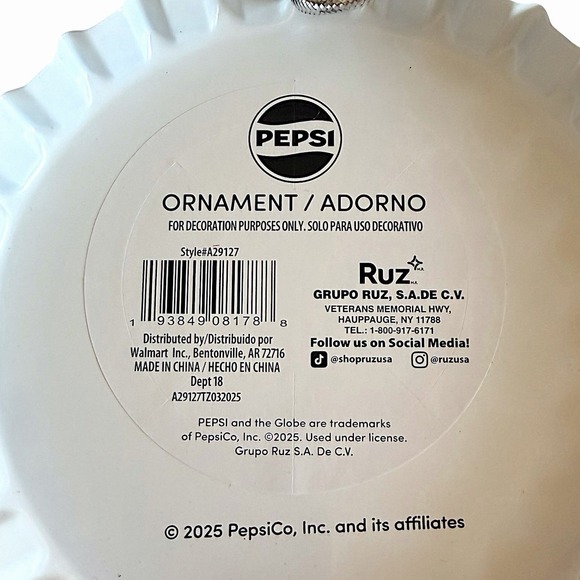 PEPSI
ORNAMENT / ADORNO
FOR DECORATION PURPOSES ONLY. SOLO PARA USO DECORATIVO
Style#A29127
1 93849 08178 8
Distributed by/Distribuido por
Walmart Inc., Bentonville, AR 72716
MADE IN CHINA / HECHO EN CHINA
Dept 18
A29127TZ032025
Ruz M.R.
GRUPO RUZ, S.A.DE C.V.
VETERANS MEMORIAL HWY,
HAUPPAUGE, NY 11788
TEL.: 1-800-917-6171
Follow us on Social Media!
@shopruzusa @ruzusa
PEPSI and the Globe are trademarks
of PepsiCo, Inc. ©2025. Used under license.
Grupo Ruz S.A. De C.V.
© 2025 PepsiCo, Inc. and its affiliates